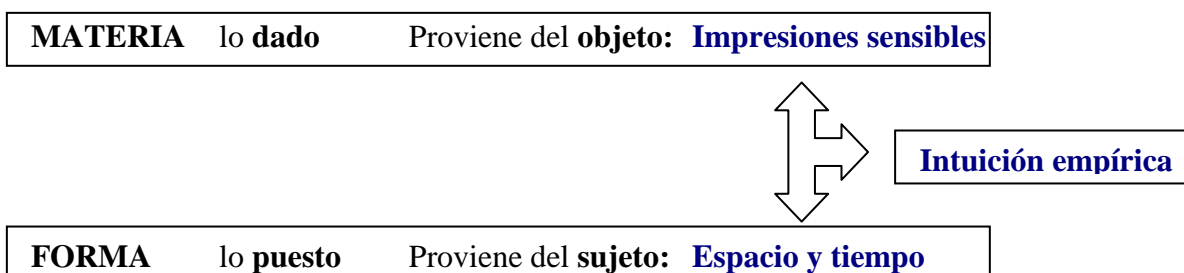 MATERIA lo dado Proviene del objeto: Impresiones sensibles
Intuición empírica
FORMA lo puesto Proviene del sujeto: Espacio y tiempo